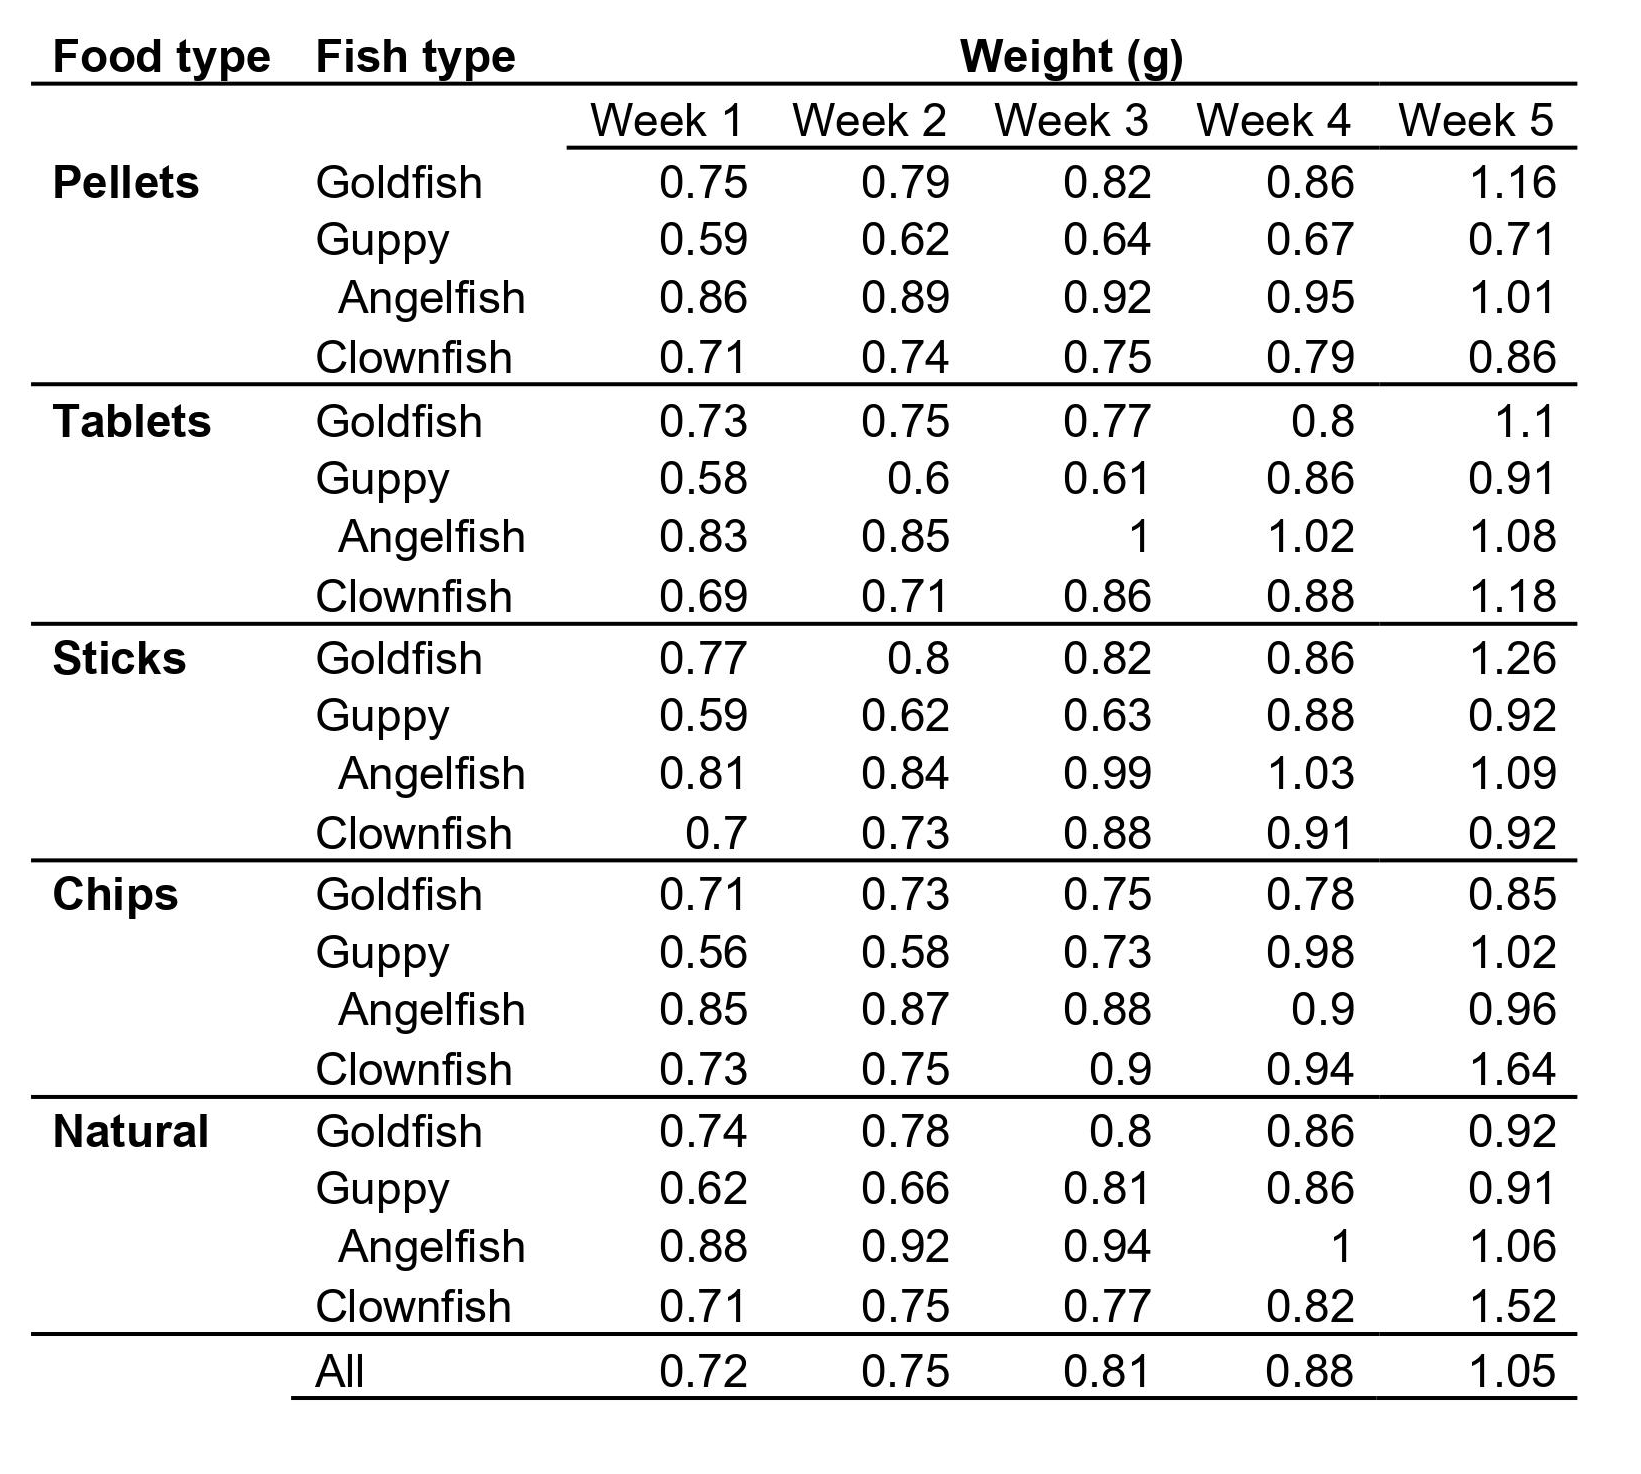 Food type Fish type Weight (g)
Week 1 Week 2 Week 3 Week 4 Week 5
Pellets Goldfish 0.75 0.79 0.82 0.86 1.16
Guppy 0.59 0.62 0.64 0.67 0.71
Angelfish 0.86 0.89 0.92 0.95 1.01
Clownfish 0.71 0.74 0.75 0.79 0.86
Tablets Goldfish 0.73 0.75 0.77 0.8 1.1
Guppy 0.58 0.6 0.61 0.86 0.91
Angelfish 0.83 0.85 1 1.02 1.08
Clownfish 0.69 0.71 0.86 0.88 1.18
Sticks Goldfish 0.77 0.8 0.82 0.86 1.26
Guppy 0.59 0.62 0.63 0.88 0.92
Angelfish 0.81 0.84 0.99 1.03 1.09
Clownfish 0.7 0.73 0.88 0.91 0.92
Chips Goldfish 0.71 0.73 0.75 0.78 0.85
Guppy 0.56 0.58 0.73 0.98 1.02
Angelfish 0.85 0.87 0.88 0.9 0.96
Clownfish 0.73 0.75 0.9 0.94 1.64
Natural Goldfish 0.74 0.78 0.8 0.86 0.92
Guppy 0.62 0.66 0.81 0.86 0.91
Angelfish 0.88 0.92 0.94 1 1.06
Clownfish 0.71 0.75 0.77 0.82 1.52
All 0.72 0.75 0.81 0.88 1.05